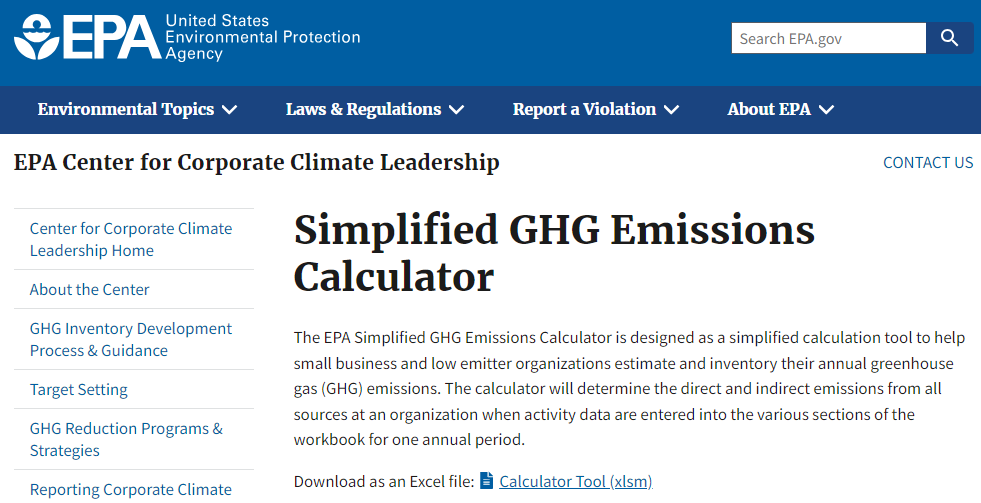 EPA
United States
Environmental Protection
Agency
Search EPA.gov
Environmental Topics
Laws & Regulations
Report a Violation
About EPA
EPA Center for Corporate Climate Leadership
CONTACT US
Center for Corporate Climate
Leadership Home
About the Center
GHG Inventory Development
Process & Guidance
Target Setting
GHG Reduction Programs &
Strategies
Reporting Corporate Climate
Simplified GHG Emissions
Calculator
The EPA Simplified GHG Emissions Calculator is designed as a simplified calculation tool to help
small business and low emitter organizations estimate and inventory their annual greenhouse
gas (GHG) emissions. The calculator will determine the direct and indirect emissions from all
sources at an organization when activity data are entered into the various sections of the
workbook for one annual period.
Download as an Excel file: Calculator Tool (xlsm)